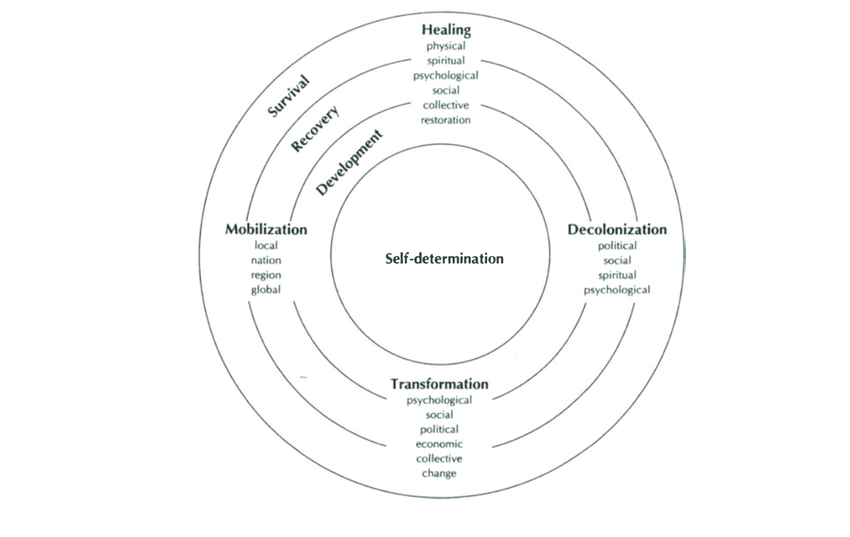 Healing
physical
spiritual
psychological
social
collective
restoration
Survival
Recovery
Development
Mobilization
local
nation
region
global
Self-determination
Decolonization
political
social
spiritual
psychological
Transformation
psychological
social
political
economic
collective
change